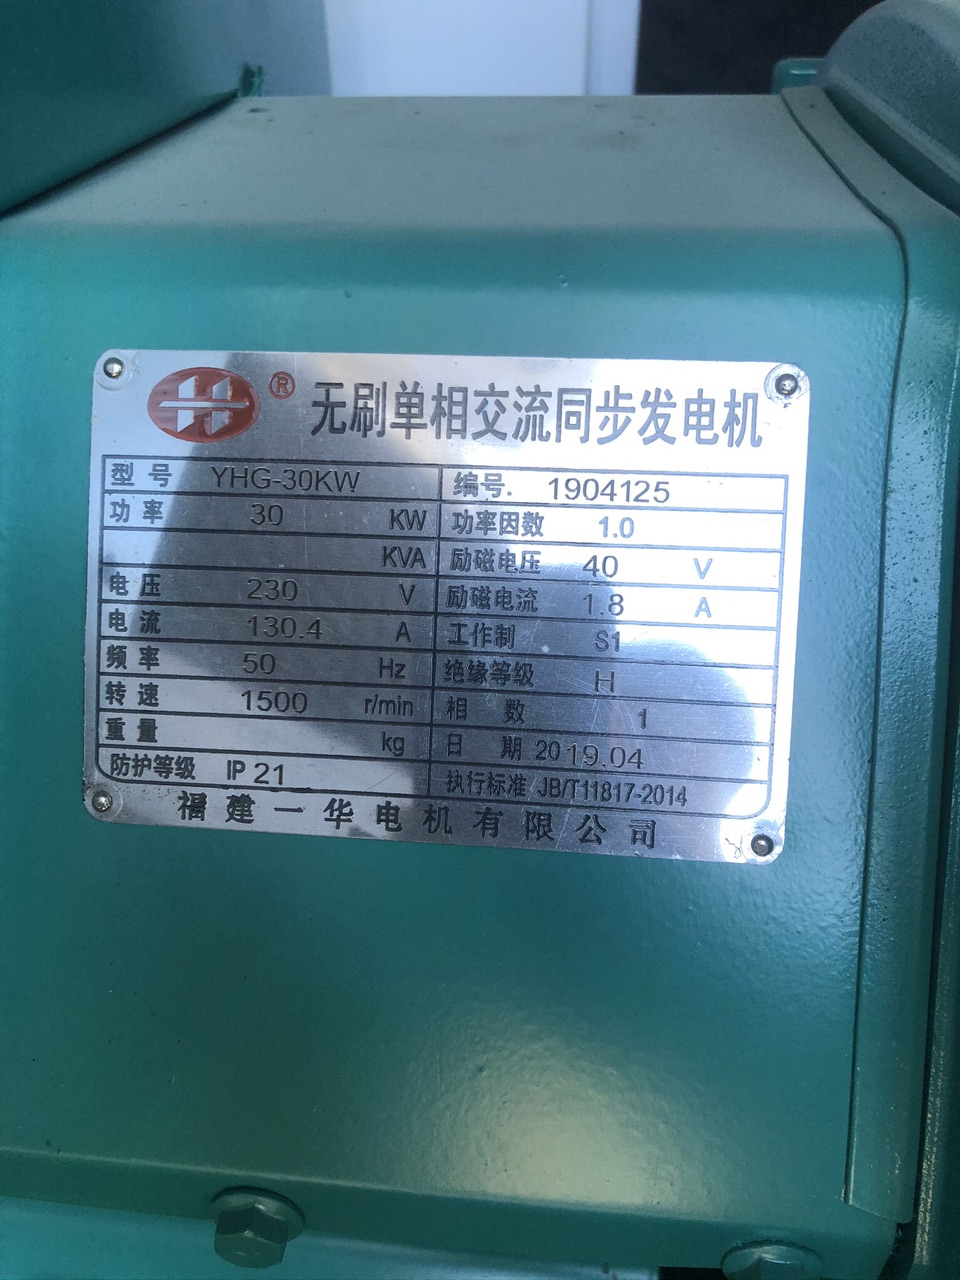 H ® 无刷单相交流同步发电机
型号 YHG-30KW 编号. 1904125
功率 30 KW 功率因数 1.0
KVA 励磁电压 40 V
电压 230 V 励磁电流 1.8 A
电流 130.4 A 工作制 S1
频率 50 Hz 绝缘等级 H
转速 1500 r/min 相数 1
重量 kg 日期 2019.04
防护等级 IP 21 执行标准 JB/T11817-2014
福建一华电机有限公司